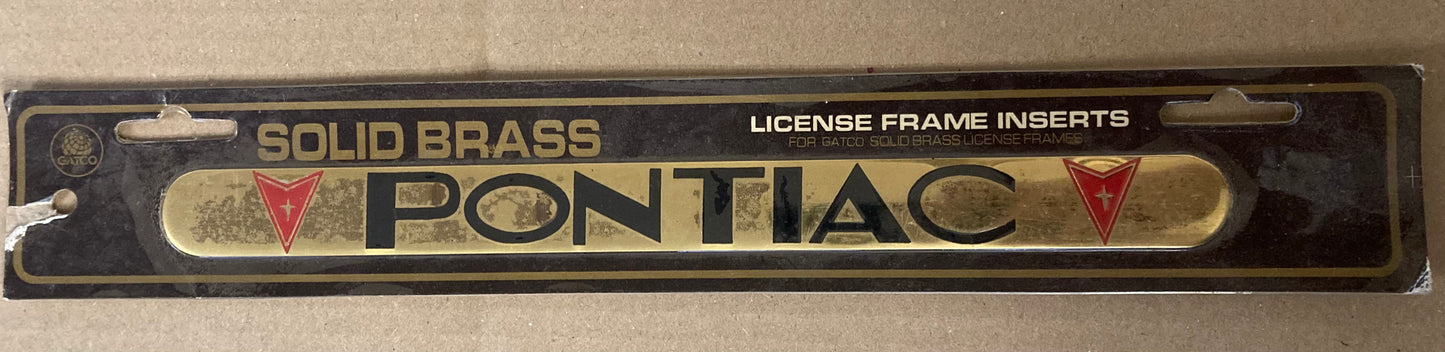 SOLID BRASS
LICENSE FRAME INSERTS
FOR GATCO SOLID BRASS LICENSE FRAMES
GATCO
PONTIAC